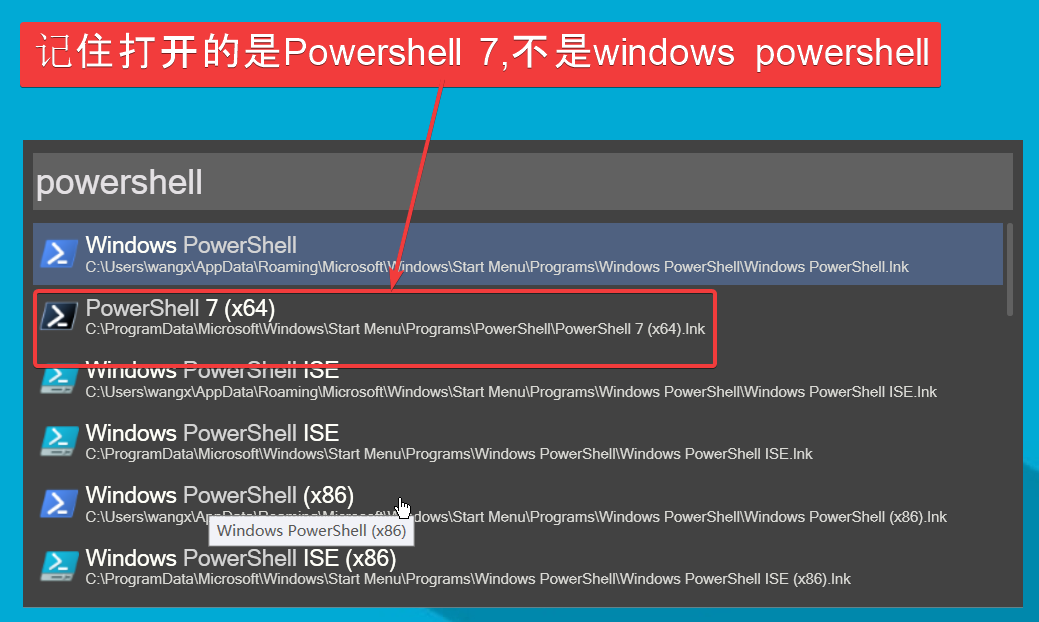 记住打开的是Powershell 7,不是windows powershell
powershell
Windows PowerShell
C:\Users\wangx\AppData\Roaming\Microsoft\Windows\Start Menu\Programs\Windows PowerShell\Windows PowerShell.lnk
PowerShell 7 (x64)
C:\ProgramData\Microsoft\Windows\Start Menu\Programs\PowerShell\PowerShell 7 (x64).lnk
Windows PowerShell ISE
C:\Users\wangx\AppData\Roaming\Microsoft\Windows\Start Menu\Programs\Windows PowerShell\Windows PowerShell ISE.lnk
Windows PowerShell ISE
C:\ProgramData\Microsoft\Windows\Start Menu\Programs\Windows PowerShell\Windows PowerShell ISE.lnk
Windows PowerShell (x86)
C:\Users\wangx\AppData\Roaming\Microsoft\Windows\Start Menu\Programs\Windows PowerShell\Windows PowerShell (x86).lnk
Windows PowerShell (x86)
Windows PowerShell ISE (x86)
C:\ProgramData\Microsoft\Windows\Start Menu\Programs\Windows PowerShell\Windows PowerShell ISE (x86).lnk